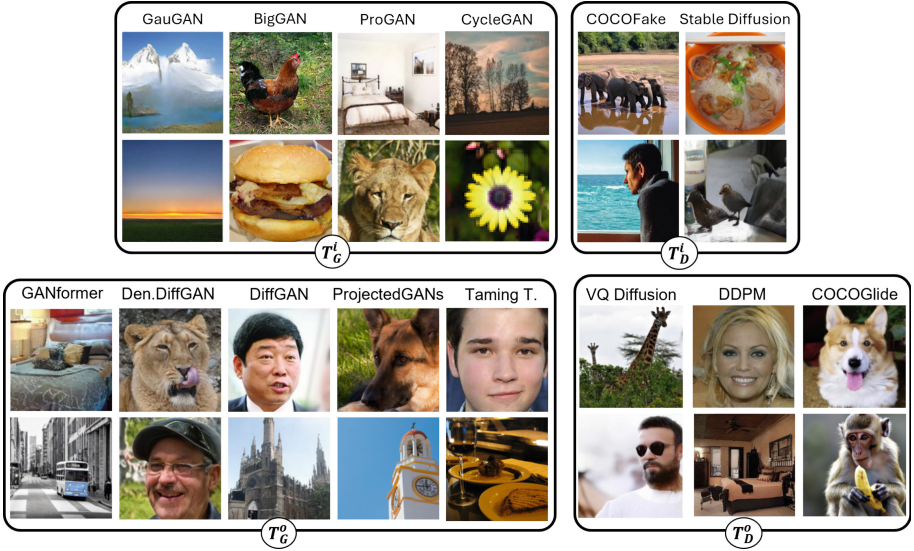 GauGAN BigGAN ProGAN CycleGAN
COCOFake Stable Diffusion
T_G^i
T_D^i
GANformer Den.DiffGAN DiffGAN ProjectedGANs Taming T.
VQ Diffusion DDPM COCOGlide
T_G^o
T_D^o